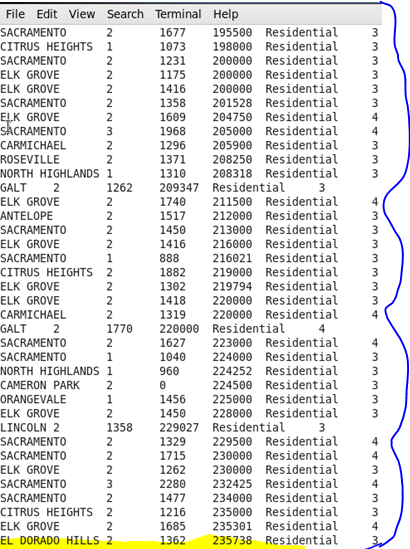 File Edit View Search Terminal Help
SACRAMENTO 2 1677 195500 Residential 3
CITRUS HEIGHTS 1 1073 198000 Residential 3
SACRAMENTO 2 1231 200000 Residential 3
ELK GROVE 2 1175 200000 Residential 3
ELK GROVE 2 1416 200000 Residential 3
SACRAMENTO 2 1358 201528 Residential 3
ELK GROVE 2 1609 204750 Residential 4
SACRAMENTO 3 1968 205000 Residential 4
CARMICHAEL 2 1296 205900 Residential 3
ROSEVILLE 2 1371 208250 Residential 3
NORTH HIGHLANDS 1 1310 208318 Residential 3
GALT 2 1262 209347 Residential 3
ELK GROVE 2 1740 211500 Residential 4
ANTELOPE 2 1517 212000 Residential 3
SACRAMENTO 2 1450 213000 Residential 3
ELK GROVE 2 1416 216000 Residential 3
SACRAMENTO 1 888 216021 Residential 3
CITRUS HEIGHTS 2 1882 219000 Residential 3
ELK GROVE 2 1302 219794 Residential 3
ELK GROVE 2 1418 220000 Residential 3
CARMICHAEL 2 1319 220000 Residential 4
GALT 2 1770 220000 Residential 4
SACRAMENTO 2 1627 223000 Residential 4
SACRAMENTO 1 1040 224000 Residential 3
NORTH HIGHLANDS 1 960 224252 Residential 3
CAMERON PARK 2 0 224500 Residential 3
ORANGEVALE 1 1456 225000 Residential 3
ELK GROVE 2 1450 228000 Residential 3
LINCOLN 2 1358 229027 Residential 3
SACRAMENTO 2 1329 229500 Residential 4
SACRAMENTO 2 1715 230000 Residential 4
ELK GROVE 2 1262 230000 Residential 4
SACRAMENTO 3 2280 232425 Residential 4
SACRAMENTO 2 1477 234000 Residential 3
CITRUS HEIGHTS 2 1216 235000 Residential 3
ELK GROVE 2 1685 235301 Residential 4
EL DORADO HILLS 2 1362 235738 Residential 3